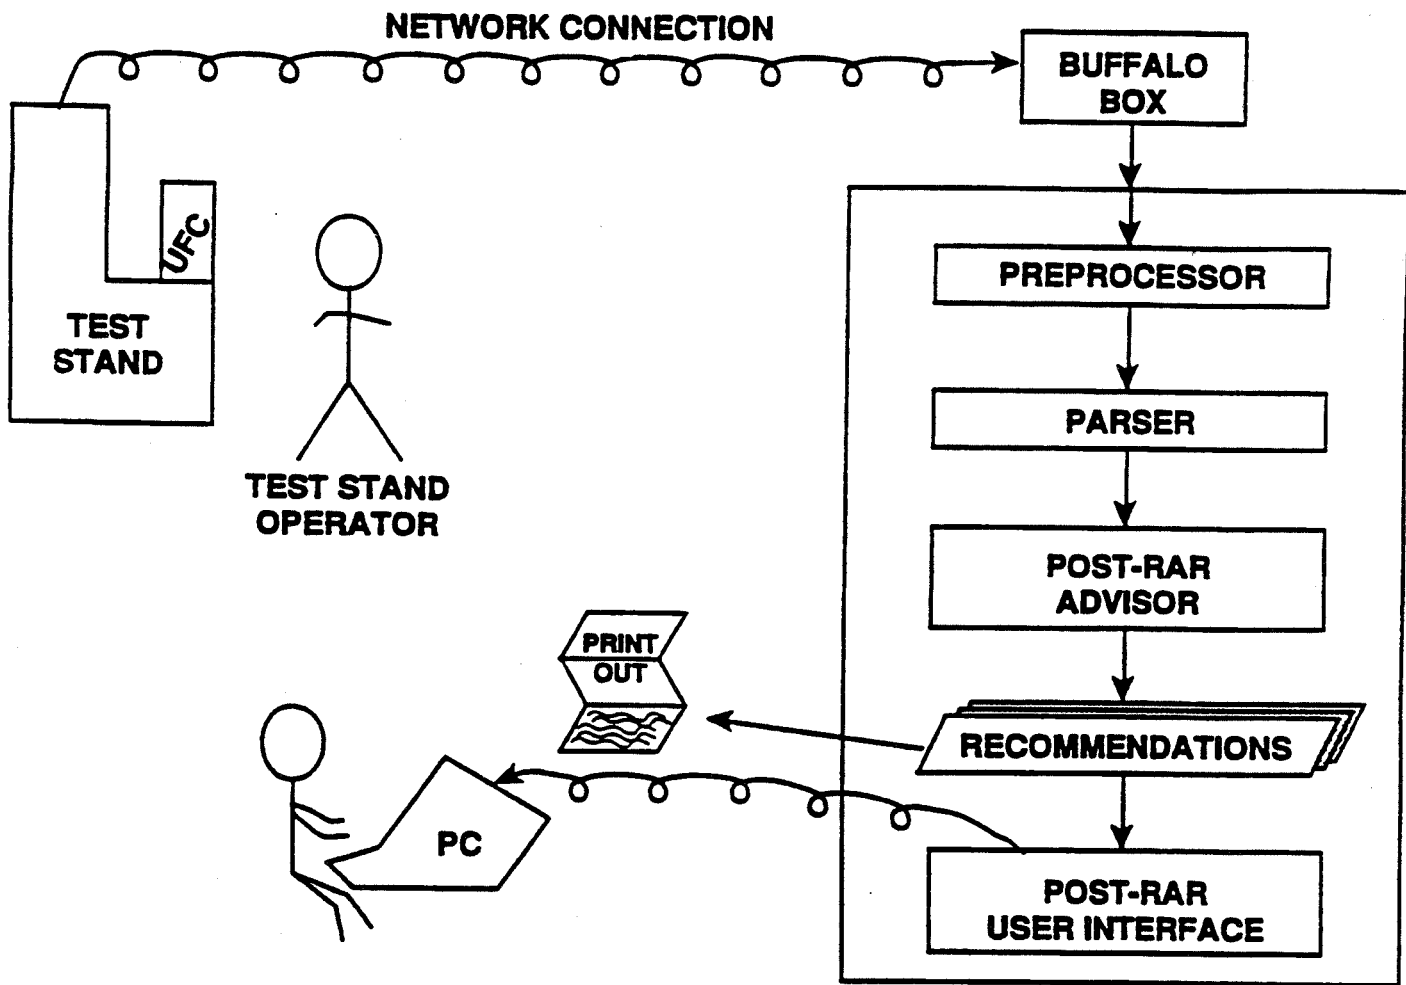 NETWORK CONNECTION
BUFFALO
BOX
UFC
TEST
STAND
PREPROCESSOR
PARSER
TEST STAND
OPERATOR
POST-RAR
ADVISOR
PRINT
OUT
RECOMMENDATIONS
PC
POST-RAR
USER INTERFACE